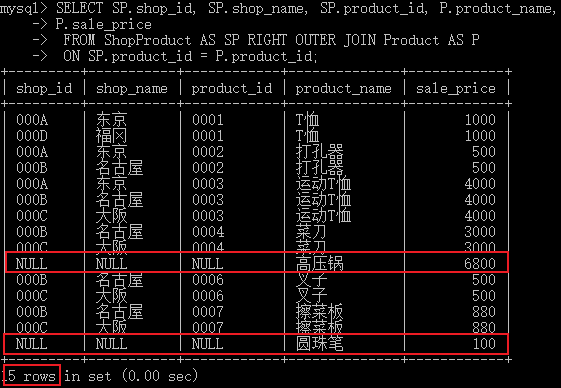 mysql> SELECT SP.shop_id, SP.shop_name, SP.product_id, P.product_name,
-> P.sale_price
-> FROM ShopProduct AS SP RIGHT OUTER JOIN Product AS P
-> ON SP.product_id = P.product_id;
| shop_id | shop_name | product_id | product_name | sale_price |
| 000A | 东京 | 0001 | T恤 | 1000 |
| 000D | 福冈 | 0001 | T恤 | 1000 |
| 000A | 东京 | 0002 | 打孔器 | 500 |
| 000B | 名古屋 | 0002 | 打孔器 | 500 |
| 000A | 东京 | 0003 | 运动T恤 | 4000 |
| 000B | 名古屋 | 0003 | 运动T恤 | 4000 |
| 000C | 大阪 | 0003 | 运动T恤 | 4000 |
| 000B | 名古屋 | 0004 | 菜刀 | 3000 |
| 000C | 大阪 | 0004 | 菜刀 | 3000 |
| NULL | NULL | NULL | 高压锅 | 6800 |
| 000B | 名古屋 | 0006 | 叉子 | 500 |
| 000C | 大阪 | 0006 | 叉子 | 500 |
| 000B | 名古屋 | 0007 | 擦菜板 | 880 |
| 000C | 大阪 | 0007 | 擦菜板 | 880 |
| NULL | NULL | NULL | 圆珠笔 | 100 |
15 rows in set (0.00 sec)